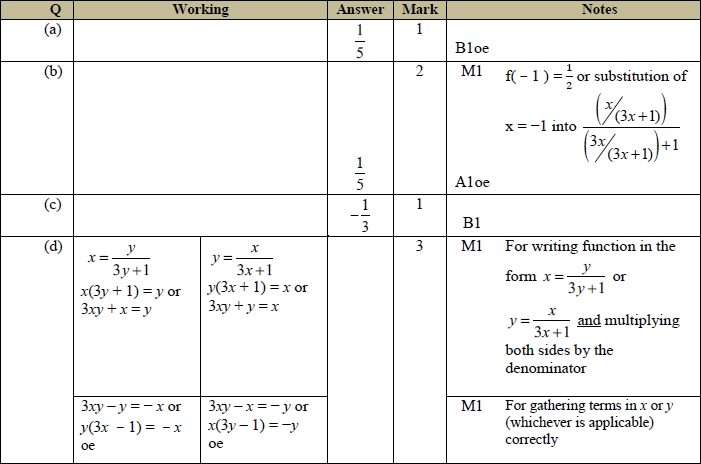 Q Working Answer Mark Notes
(a) 1/5 1 B1oe
(b) 1/5 2 M1 f( – 1 ) = 1/2 or substitution of
x = –1 into (x/(3x+1)) / ((3x/(3x+1))+1)
A1oe
(c) –1/3 1 B1
(d) 3
x = y/(3y+1)
x(3y + 1) = y or
3xy + x = y
y = x/(3x+1)
y(3x + 1) = x or
3xy + y = x
M1 For writing function in the
form x = y/(3y+1) or
y = x/(3x+1) and multiplying
both sides by the
denominator
3xy – y = – x or
y(3x – 1) = – x
oe
3xy – x = – y or
x(3y – 1) = –y
oe
M1 For gathering terms in x or y
(whichever is applicable)
correctly